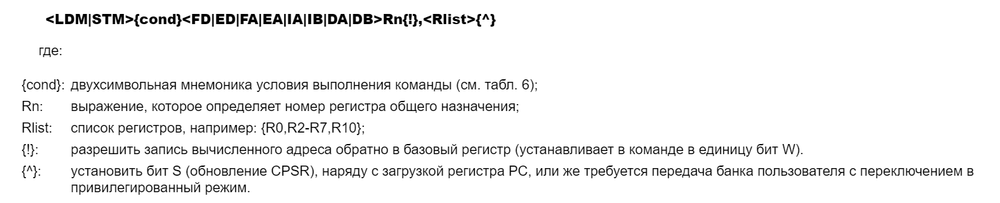 <LDM|STM>{cond}<FD|ED|FA|EA|IA|IB|DA|DB>Rn{!},<Rlist>{^}
где:
{cond}: двухсимвольная мнемоника условия выполнения команды (см. табл. 6);
Rn: выражение, которое определяет номер регистра общего назначения;
Rlist: список регистров, например: {R0,R2-R7,R10};
{!}: разрешить запись вычисленного адреса обратно в базовый регистр (устанавливает в команде в единицу бит W).
{^}: установить бит S (обновление CPSR), наряду с загрузкой регистра PC, или же требуется передача банка пользователя с переключением в
привилегированный режим.